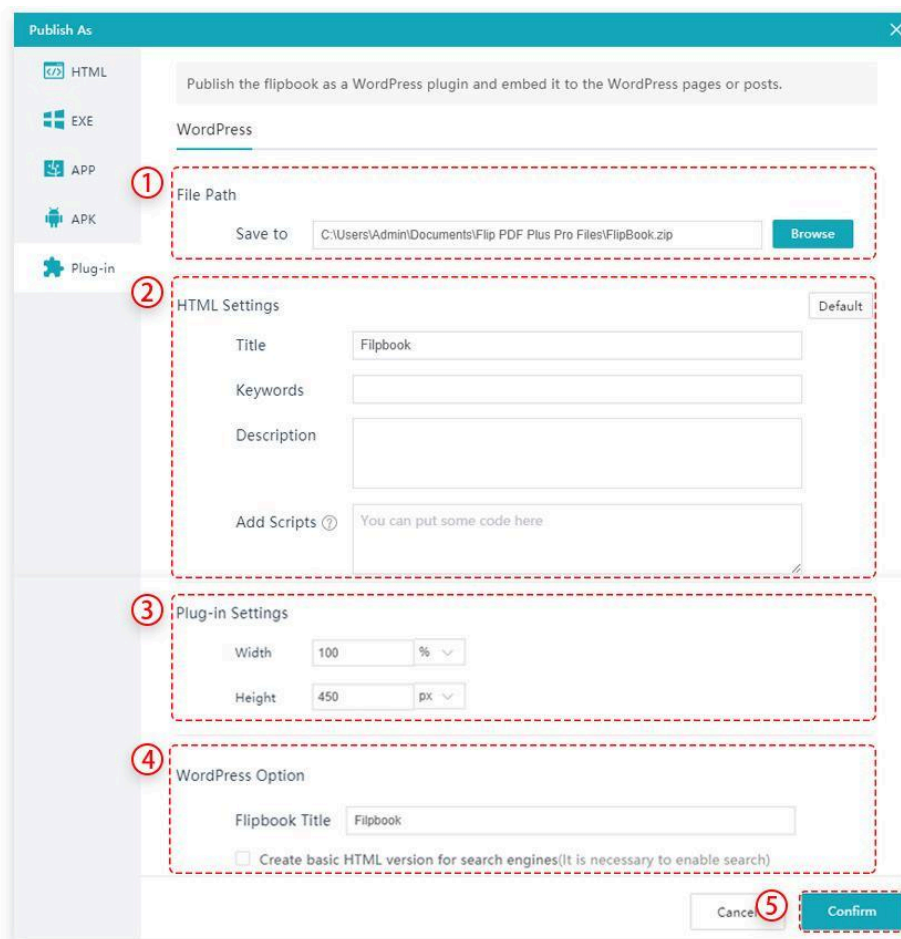 Publish As
HTML
EXE
APP
APK
Plug-in
Publish the flipbook as a WordPress plugin and embed it to the WordPress pages or posts.
WordPress
1
File Path
Save to C:\Users\Admin\Documents\Flip PDF Plus Pro Files\FlipBook.zip Browse
2
HTML Settings Default
Title Filpbook
Keywords
Description
Add Scripts ? You can put some code here
3
Plug-in Settings
Width 100 %
Height 450 px
4
WordPress Option
Flipbook Title Filpbook
Create basic HTML version for search engines(It is necessary to enable search)
Cancel 5 Confirm